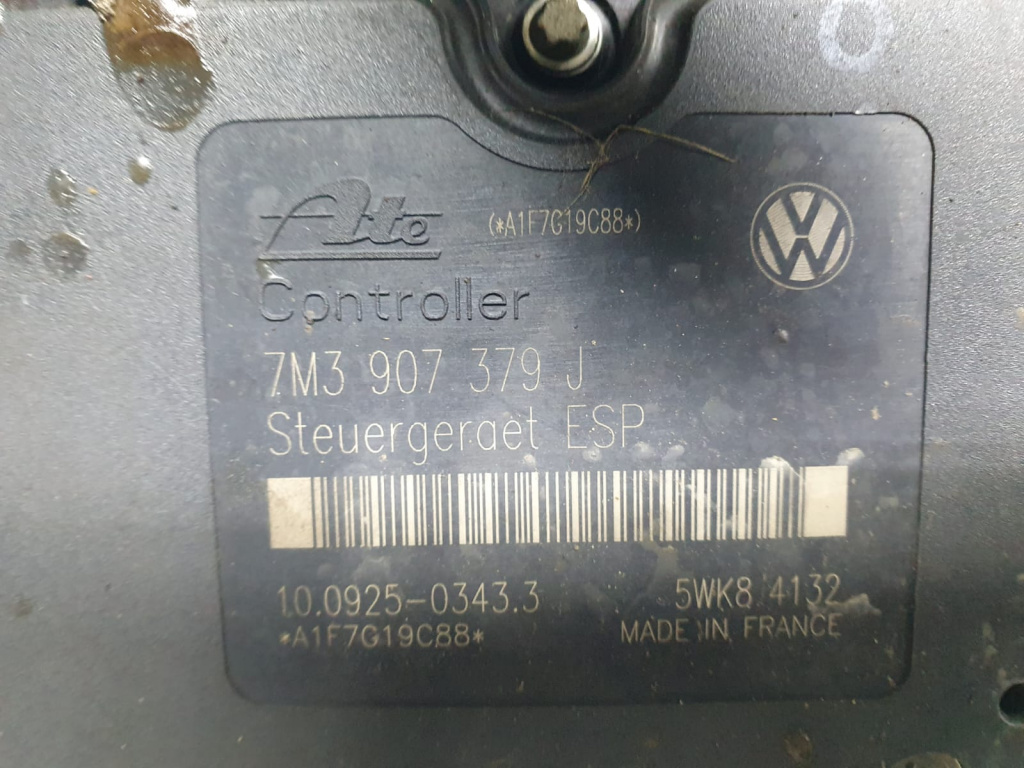 Ate (*A1F7G19C88*)
Controller
7M3 907 379 J
Steuergeraet ESP
10.0925-0343.3 5WK8 4132
*A1F7G19C88* MADE IN FRANCE